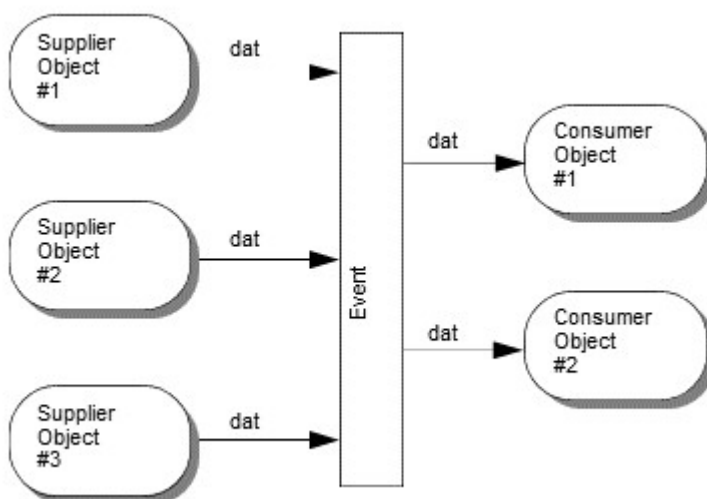 Supplier
Object
#1
dat
Supplier
Object
#2
dat
Supplier
Object
#3
dat
Event
dat
Consumer
Object
#1
dat
Consumer
Object
#2